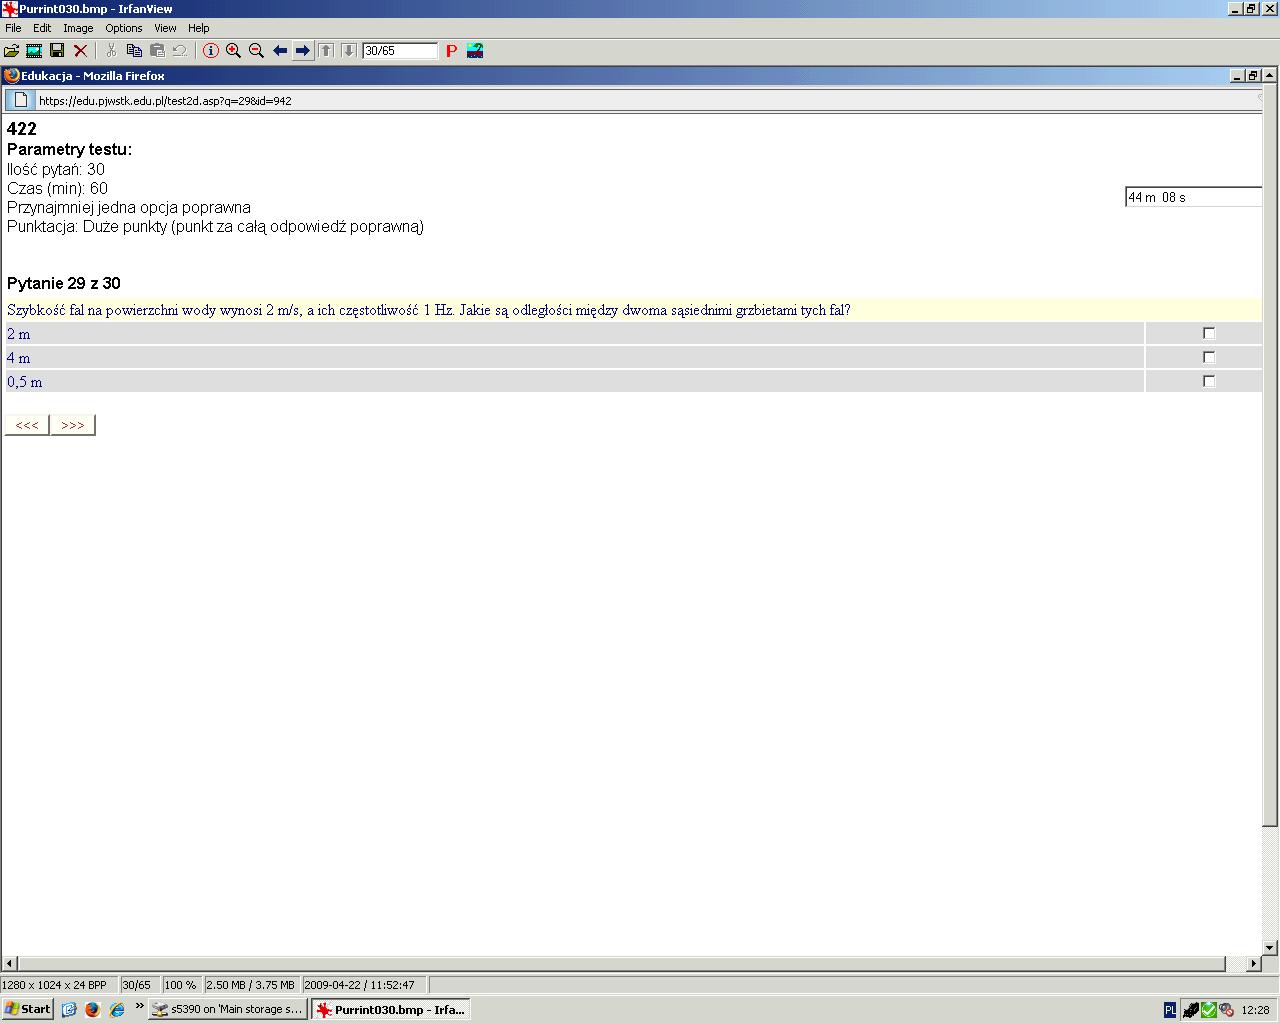 Purrint030.bmp - IrfanView
File Edit Image Options View Help
30/65 P
Edukacja - Mozilla Firefox
https://edu.pjwstk.edu.pl/test2d.asp?q=29&id=942
422
Parametry testu:
Ilość pytań: 30
Czas (min): 60
44 m 08 s
Przynajmniej jedna opcja poprawna
Punktacja: Duże punkty (punkt za całą odpowiedź poprawną)
Pytanie 29 z 30
Szybkość fal na powierzchni wody wynosi 2 m/s, a ich częstotliwość 1 Hz. Jakie są odległości między dwoma sąsiednimi grzbietami tych fal?
2 m
4 m
0,5 m
<<< >>>
1280 x 1024 x 24 BPP 30/65 100 % 2.50 MB / 3.75 MB 2009-04-22 / 11:52:47
Start » s5390 on 'Main storage s... Purrint030.bmp - Irfa... PL 12:28